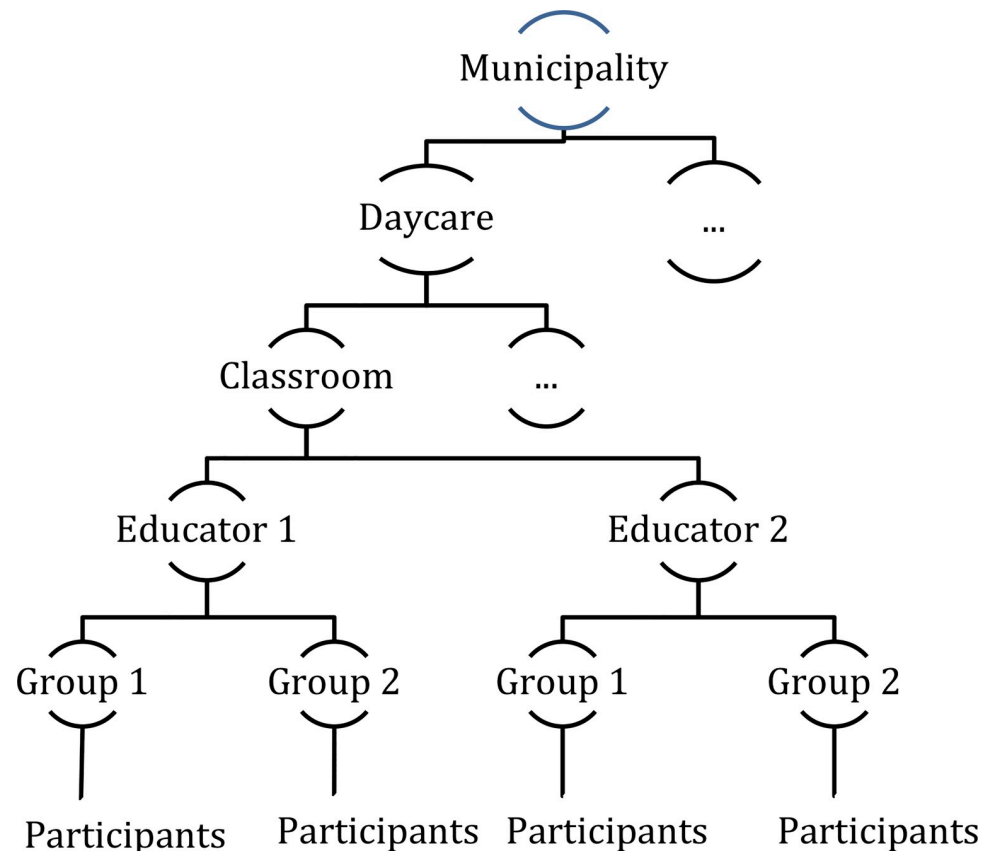 Municipality
Daycare
...
Classroom
...
Educator 1
Educator 2
Group 1
Group 2
Group 1
Group 2
Participants
Participants
Participants
Participants